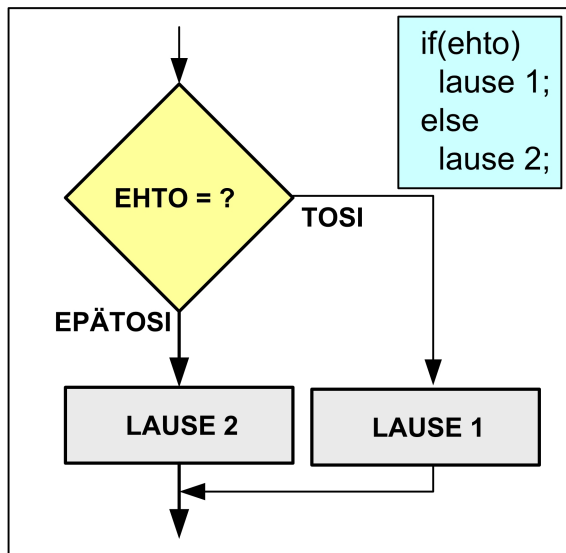 if(ehto)
lause 1;
else
lause 2;
EHTO = ?
TOSI
EPÄTOSI
LAUSE 2
LAUSE 1